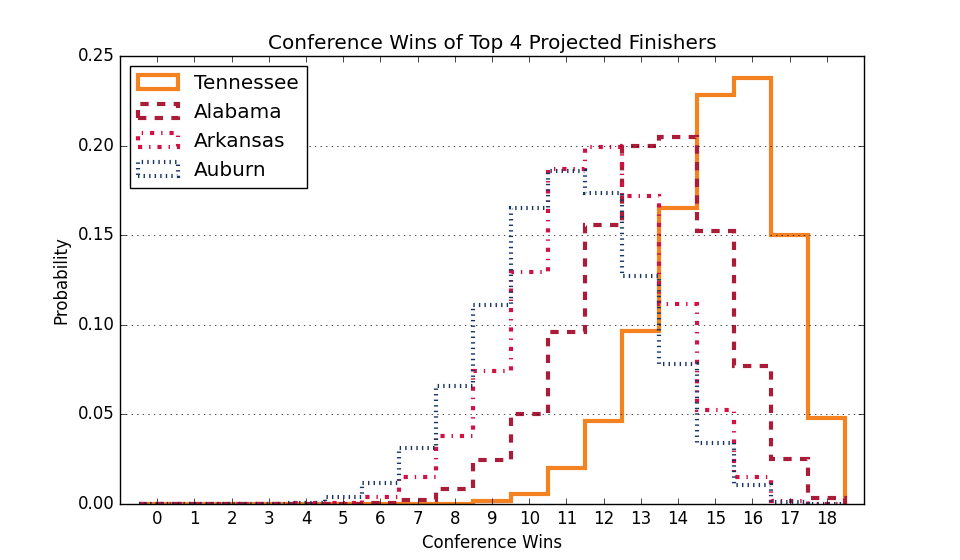 Conference Wins of Top 4 Projected Finishers
0.25
0.20
0.15
0.10
0.05
0.00
Probability
Tennessee
Alabama
Arkansas
Auburn
0 1 2 3 4 5 6 7 8 9 10 11 12 13 14 15 16 17 18
Conference Wins